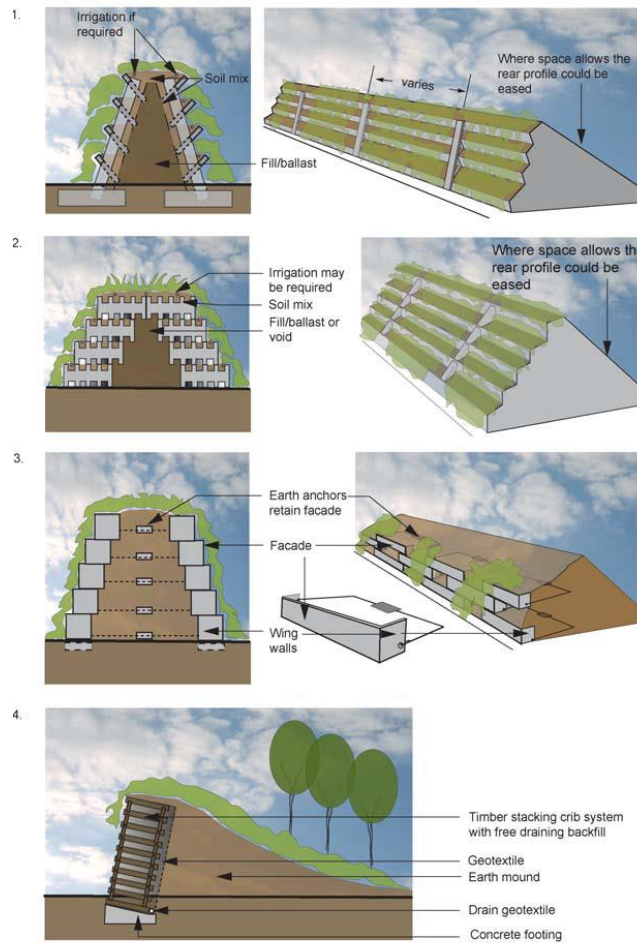 1.
Irrigation if
required
Soil mix
Fill/ballast
varies
Where space allows the
rear profile could be
eased
2.
Irrigation may
be required
Soil mix
Fill/ballast or
void
Where space allows the
rear profile could be
eased
3.
Earth anchors
retain facade
Facade
Wing
walls
4.
Timber stacking crib system
with free draining backfill
Geotextile
Earth mound
Drain geotextile
Concrete footing